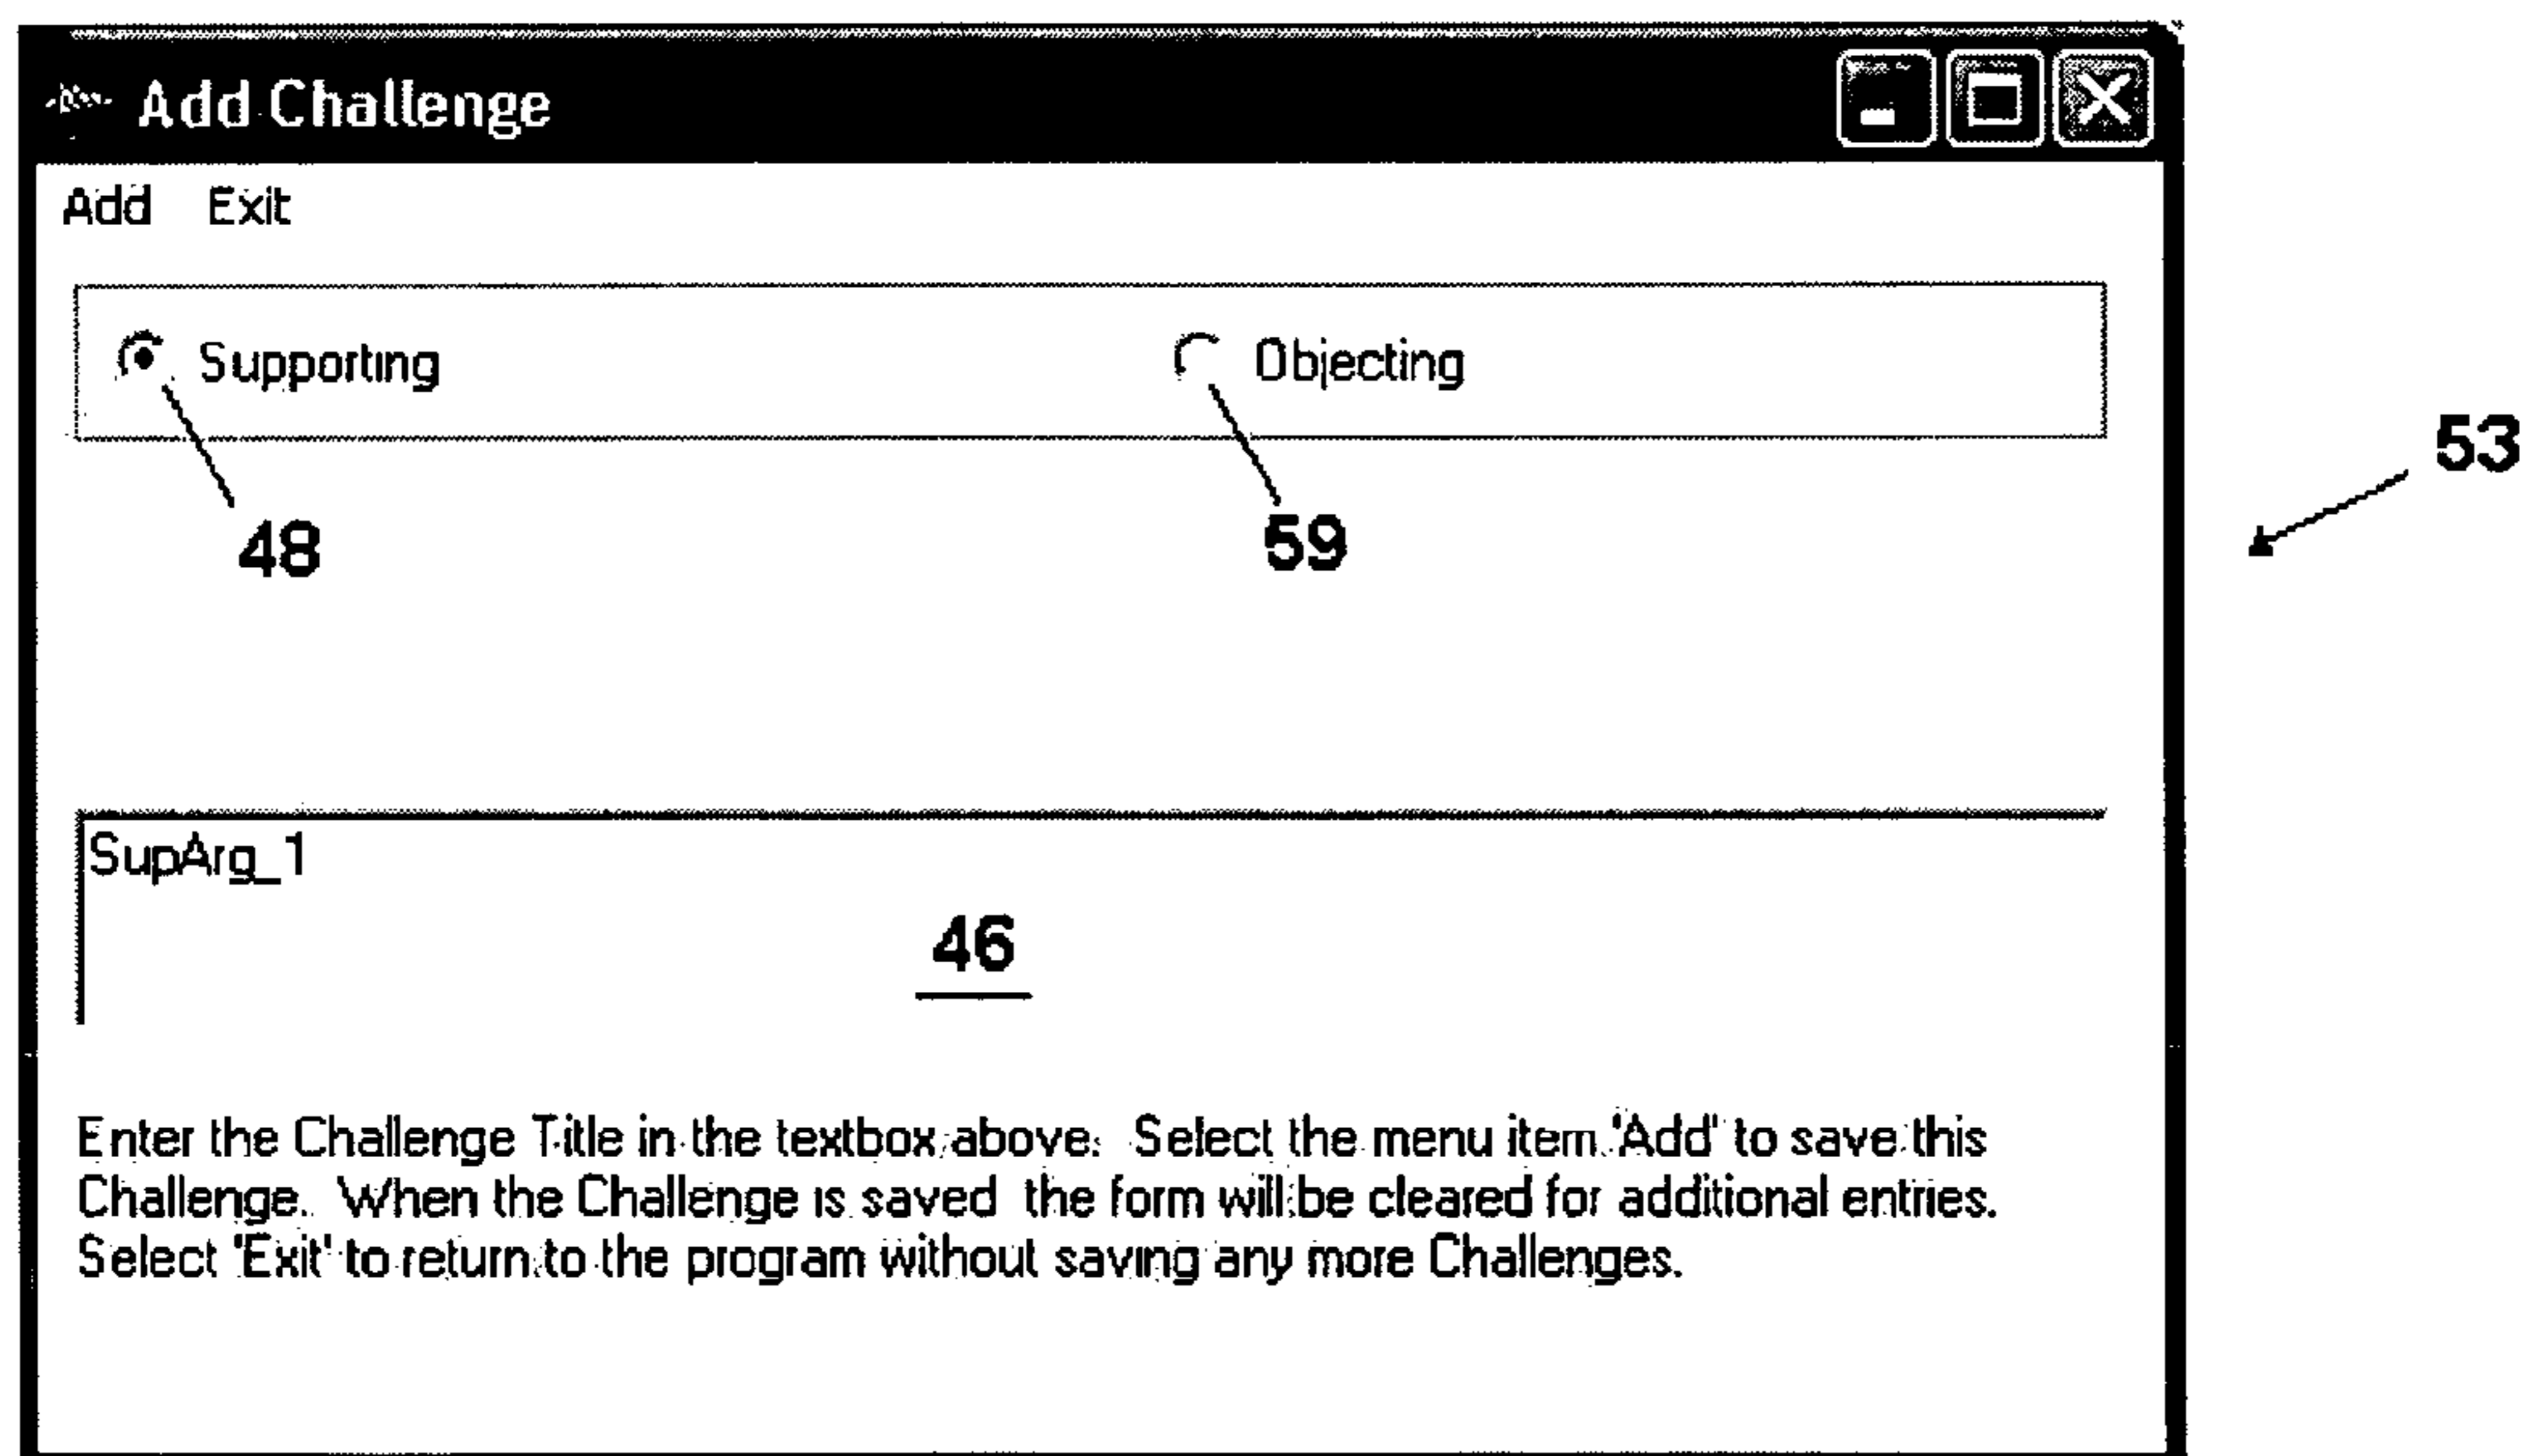 Add Challenge
Add Exit
Supporting Objecting
53
48 59
SupArg_1
46
Enter the Challenge Title in the textbox above. Select the menu item 'Add' to save this
Challenge. When the Challenge is saved the form will be cleared for additional entries.
Select 'Exit' to return to the program without saving any more Challenges.